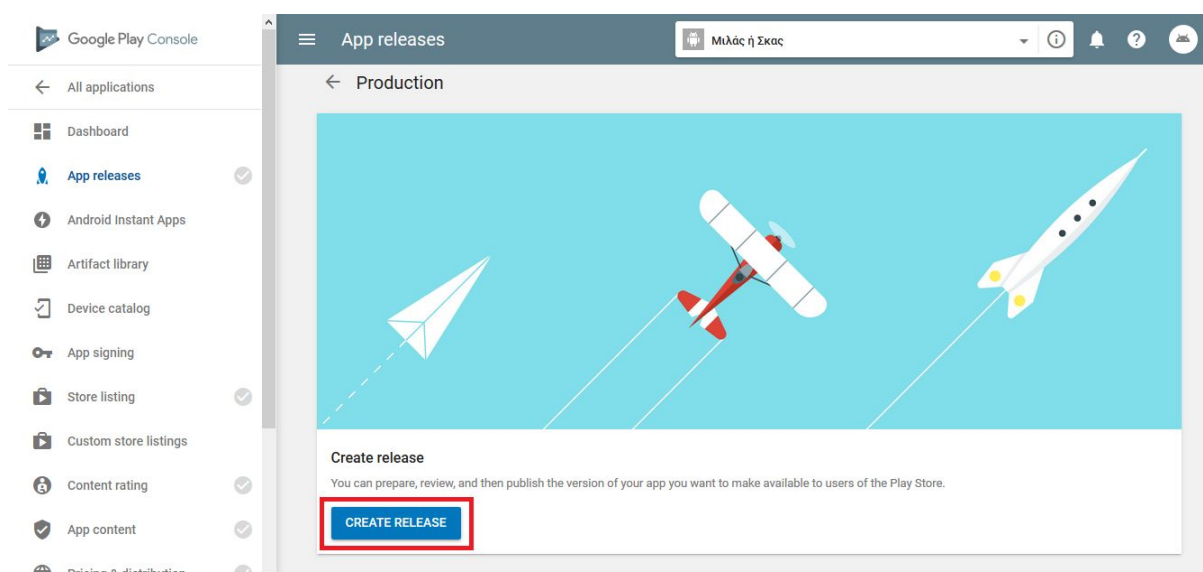 Google Play Console
All applications
Dashboard
App releases
Android Instant Apps
Artifact library
Device catalog
App signing
Store listing
Custom store listings
Content rating
App content
Pricing & distribution
App releases
Μιλάς ή Σκας
Production
Create release
You can prepare, review, and then publish the version of your app you want to make available to users of the Play Store.
CREATE RELEASE